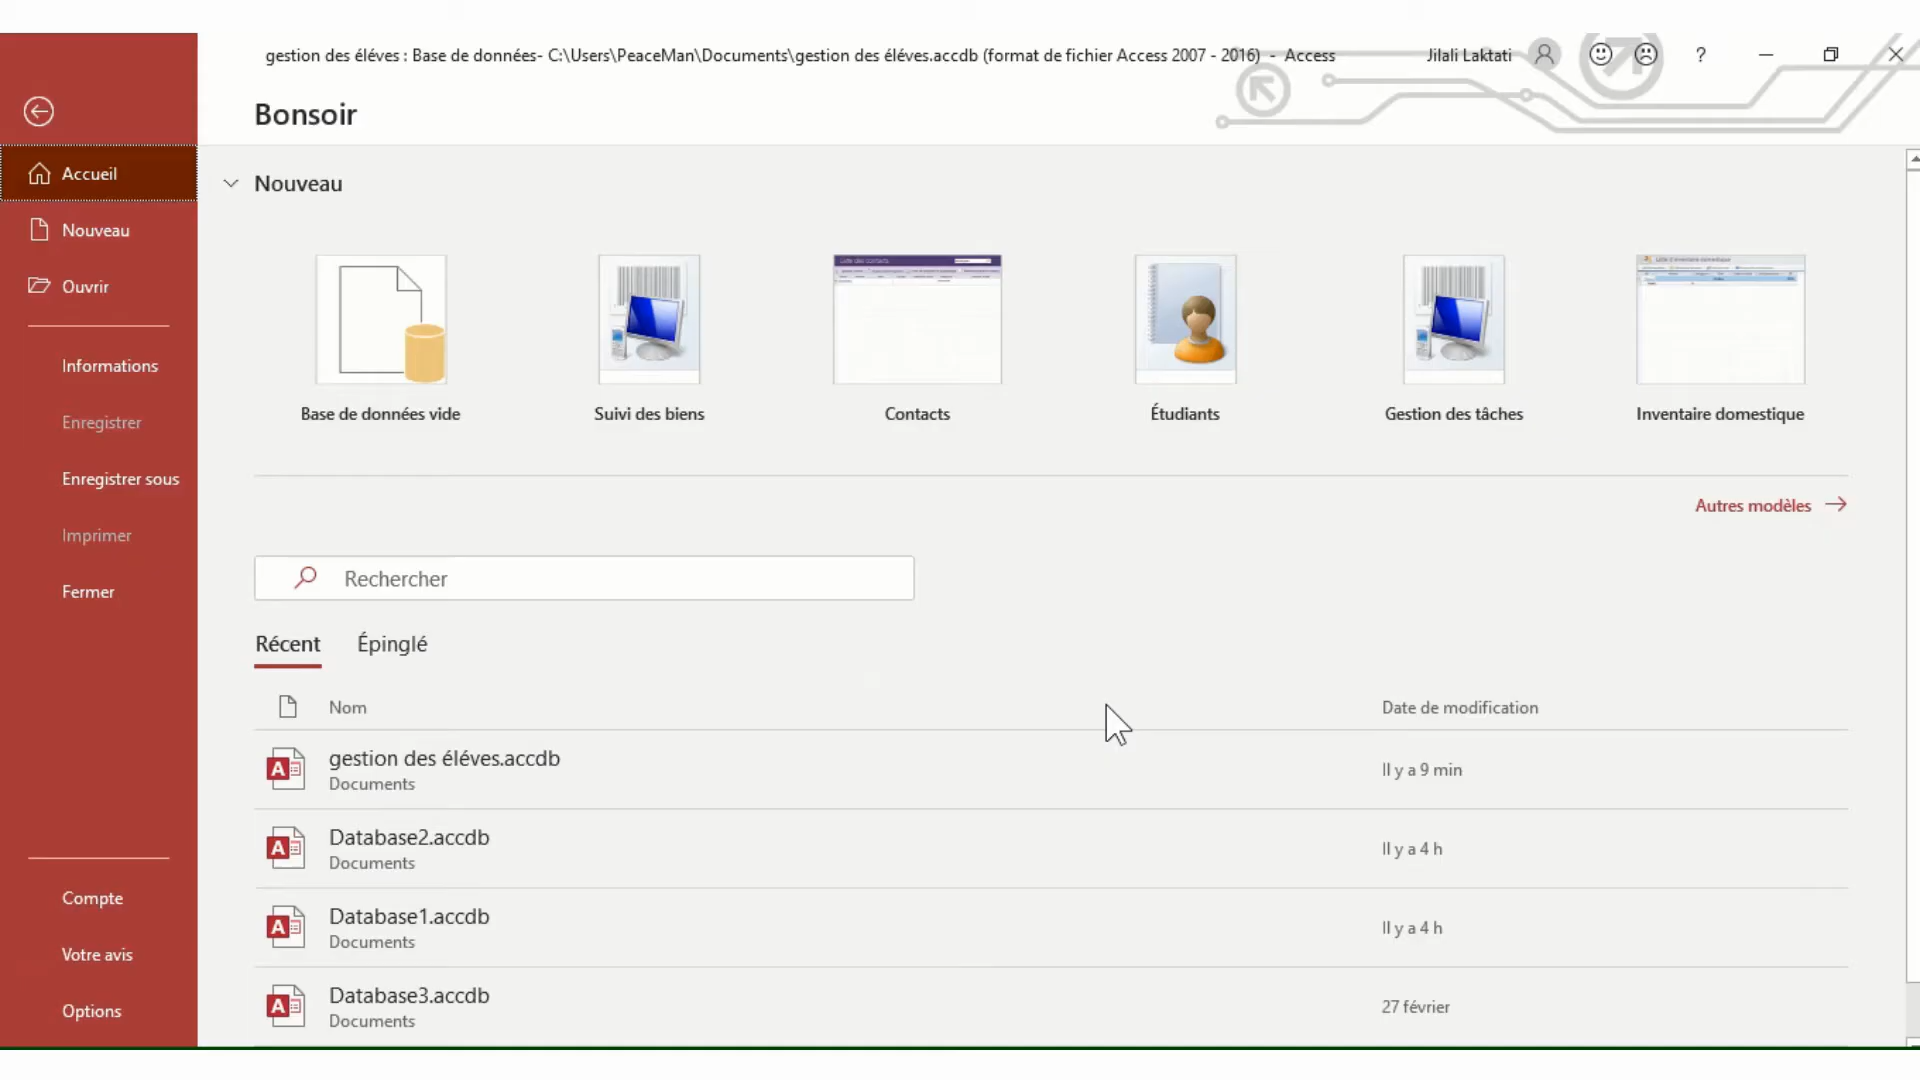 gestion des éléves : Base de données- C:\Users\PeaceMan\Documents\gestion des éléves.accdb (format de fichier Access 2007 - 2016) - Access
Jilali Laktati
?
Bonsoir
Accueil
Nouveau
Ouvrir
Informations
Enregistrer
Enregistrer sous
Imprimer
Fermer
Compte
Votre avis
Options
Nouveau
Base de données vide
Suivi des biens
Contacts
Étudiants
Gestion des tâches
Inventaire domestique
Autres modèles
Rechercher
Récent
Épinglé
Nom
Date de modification
gestion des éléves.accdb
Documents
Il y a 9 min
Database2.accdb
Documents
Il y a 4 h
Database1.accdb
Documents
Il y a 4 h
Database3.accdb
Documents
27 février